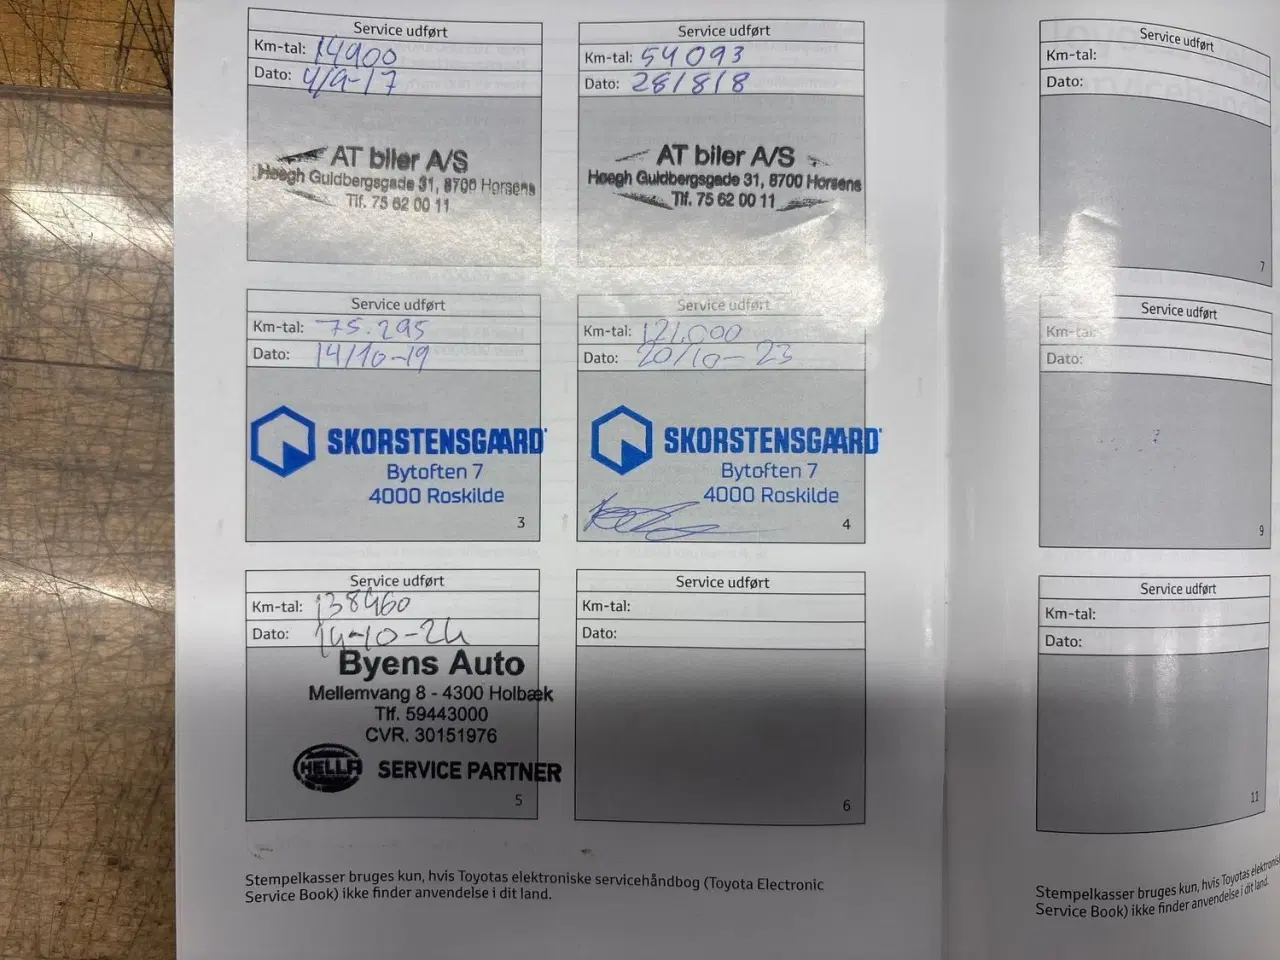 Service udført
Km-tal: 14900
Dato: 4/9-17
AT biler A/S
Høegh Guldbergsgade 31, 8700 Horsens
Tlf. 75 62 00 11
Service udført
Km-tal: 54093
Dato: 28/8/8
AT biler A/S
Høegh Guldbergsgade 31, 8700 Horsens
Tlf. 75 62 00 11
Service udført
Km-tal: 75.295
Dato: 14/10-19
SKORSTENSGAARD
Bytoften 7
4000 Roskilde
3
Service udført
Km-tal: 121.000
Dato: 20/10-23
SKORSTENSGAARD
Bytoften 7
4000 Roskilde
4
Service udført
Km-tal: 138460
Dato: 14-10-24
Byens Auto
Mellemvang 8 - 4300 Holbæk
Tlf. 59443000
CVR. 30151976
HELLA SERVICE PARTNER
5
Service udført
Km-tal:
Dato:
6
Stempelkasser bruges kun, hvis Toyotas elektroniske servicehåndbog (Toyota Electronic
Service Book) ikke finder anvendelse i dit land.
Service udført
Km-tal:
Dato:
7
Service udført
Km-tal:
Dato:
9
Service udført
Km-tal:
Dato:
11
Stempelkasser bruges kun, hvis Toyotas
Service Book) ikke finder anvendelse i dit land.